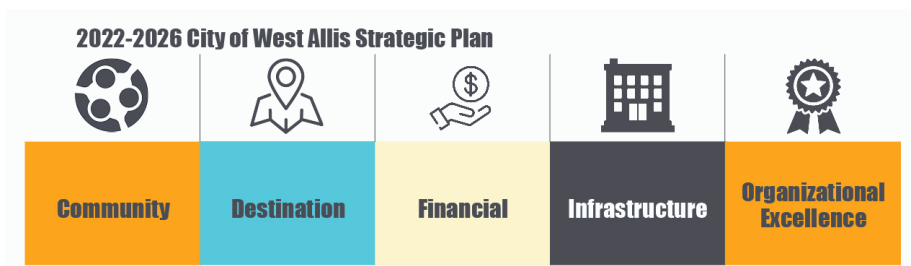 2022-2026 City of West Allis Strategic Plan
$
Community
Destination
Financial
Infrastructure
Organizational
Excellence